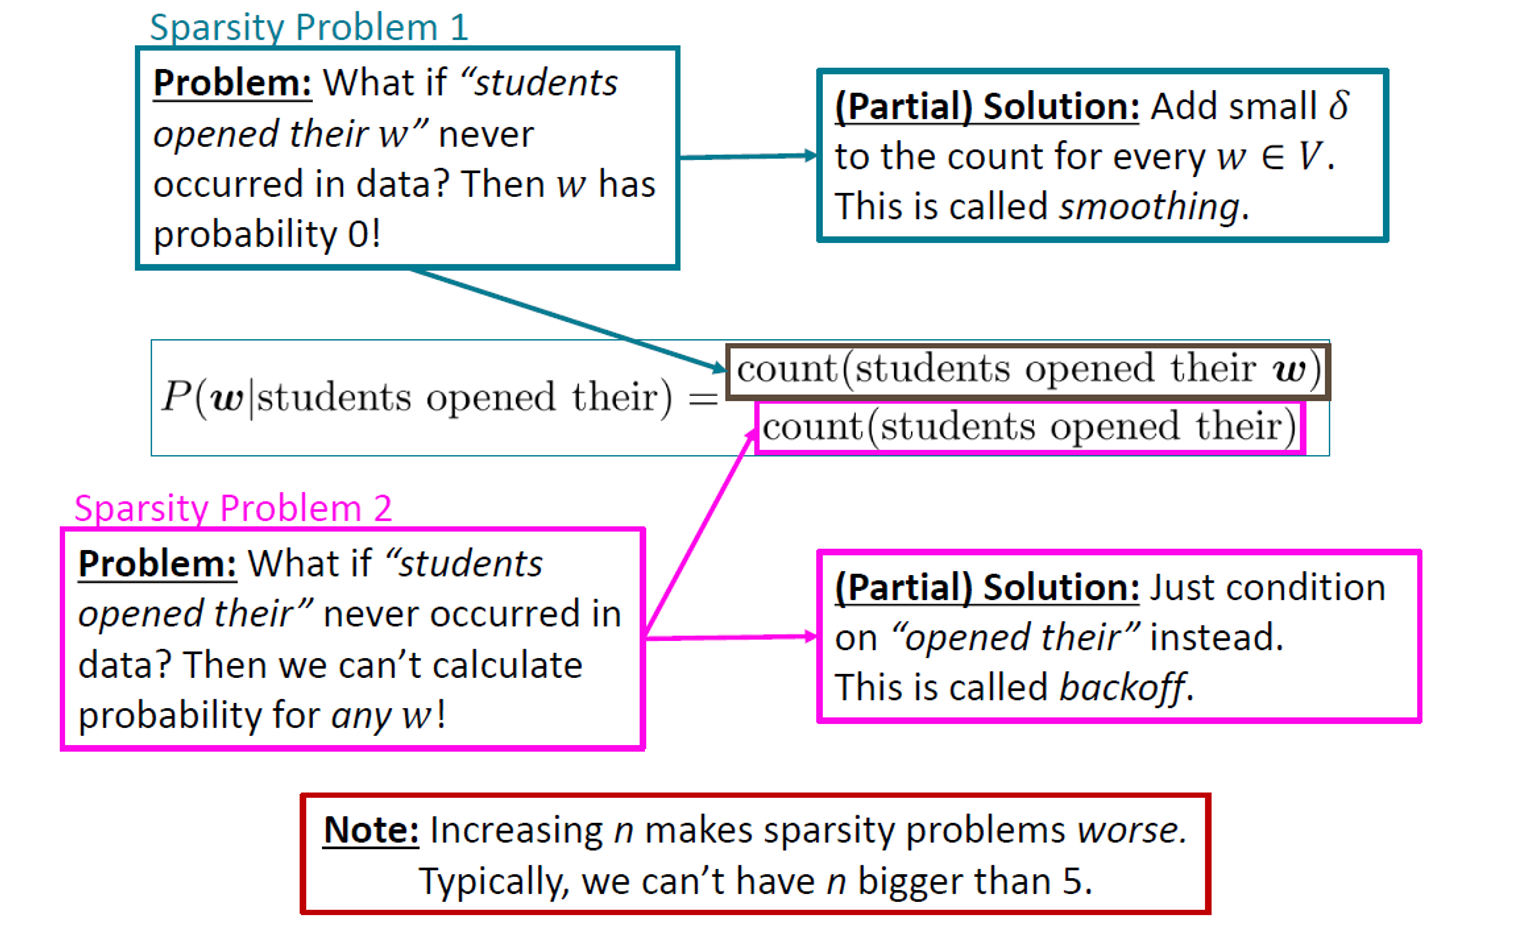 Sparsity Problem 1
Problem: What if “students
opened their w” never
occurred in data? Then w has
probability 0!
(Partial) Solution: Add small δ
to the count for every w ∈ V.
This is called smoothing.
P(w|students opened their) =
count(students opened their w)
count(students opened their)
Sparsity Problem 2
Problem: What if “students
opened their” never occurred in
data? Then we can’t calculate
probability for any w!
(Partial) Solution: Just condition
on “opened their” instead.
This is called backoff.
Note: Increasing n makes sparsity problems worse.
Typically, we can’t have n bigger than 5.